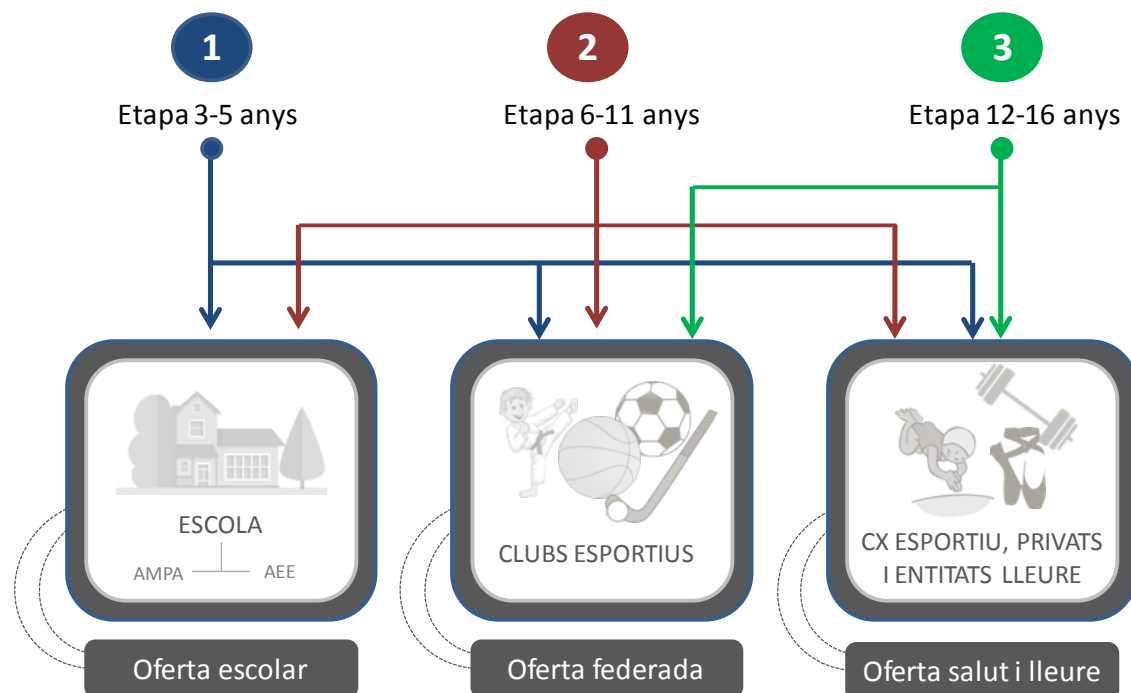 1
2
3
Etapa 3-5 anys
Etapa 6-11 anys
Etapa 12-16 anys
ESCOLA
AMPA
AEE
CLUBS ESPORTIUS
CX ESPORTIU, PRIVATS
I ENTITATS LLEURE
Oferta escolar
Oferta federada
Oferta salut i lleure